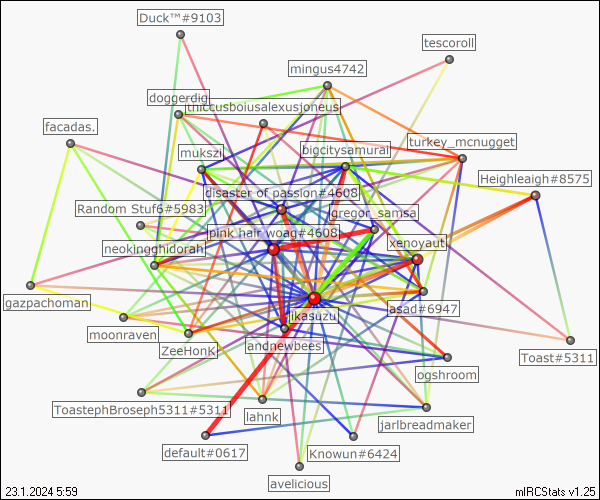 Duck™#9103
tescoroll
mingus4742
doggerdig
thiccusboiusalexusjoneus
facadas.
turkey_mcnugget
bigcitysamurai
mukszi
Heighleaigh#8575
disaster of passion#4608
Random Stuf6#5983
gregor_samsa
pink hair woag#4608
neokingghidorah
xenoyauti
gazpachoman
asad#6947
ikasuzu
moonraven
andnewbees
ZeeHonk
Toast#5311
ogshroom
ToastephBroseph5311#5311
lahnk
jarlbreadmaker
default#0617
Knowun#6424
avelicious
23.1.2024 5:59
mIRCStats v1.25